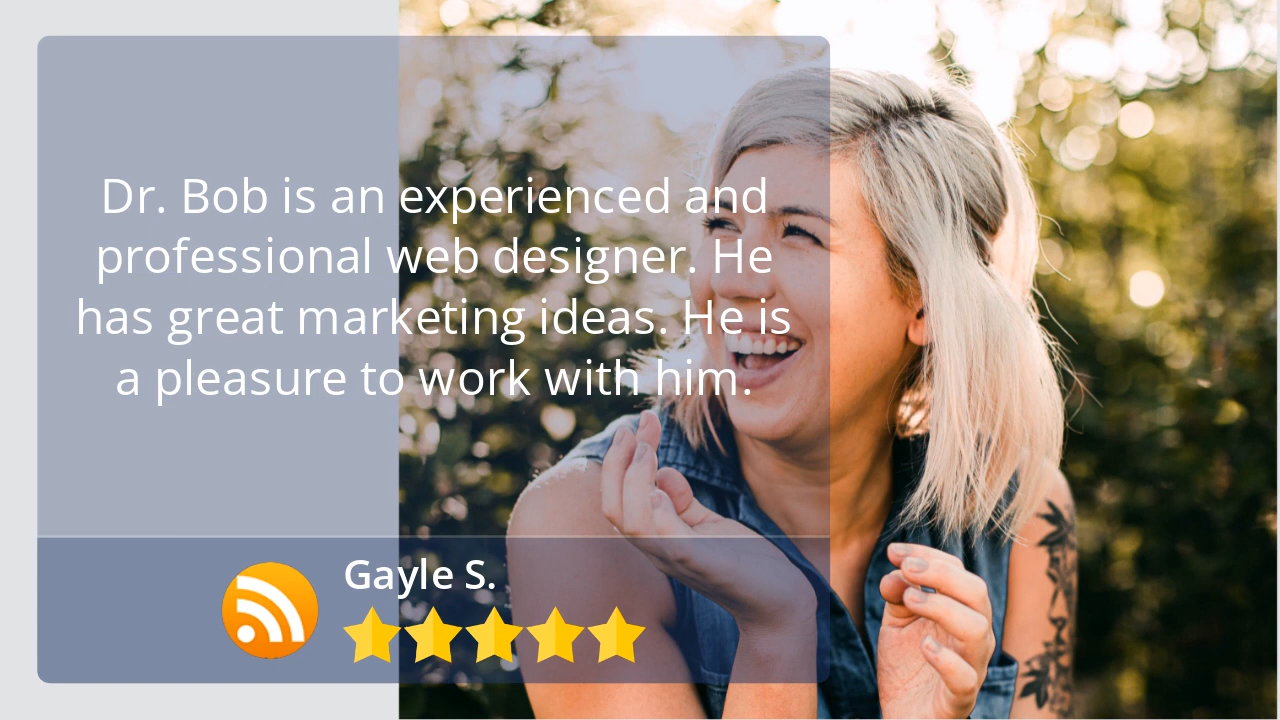 Dr. Bob is an experienced and
professional web designer. He
has great marketing ideas. He is
a pleasure to work with him.
Gayle S.